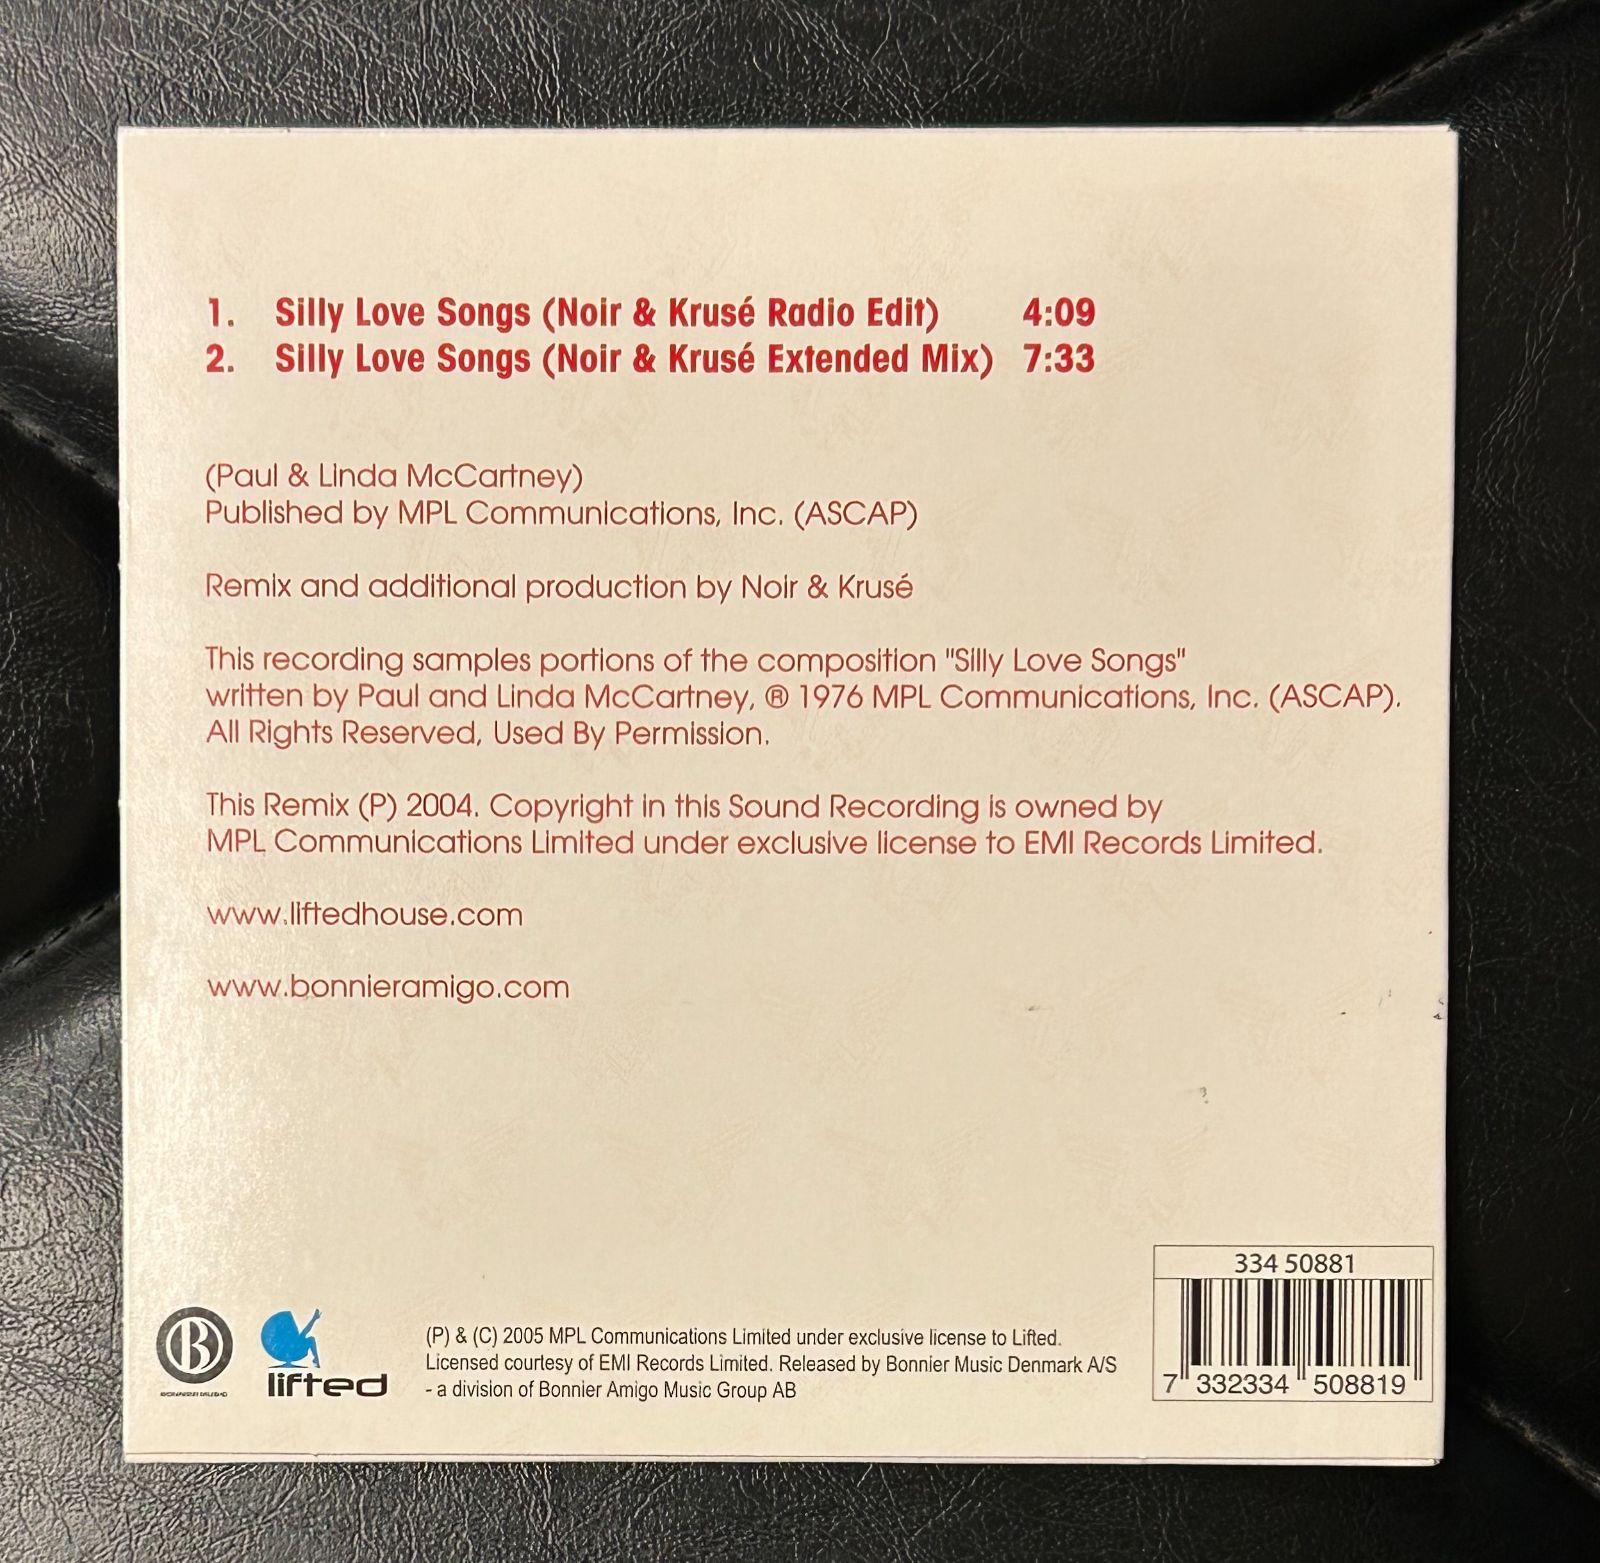 1. Silly Love Songs (Noir & Krusé Radio Edit) 4:09
2. Silly Love Songs (Noir & Krusé Extended Mix) 7:33
(Paul & Linda McCartney)
Published by MPL Communications, Inc. (ASCAP)
Remix and additional production by Noir & Krusé
This recording samples portions of the composition "Silly Love Songs"
written by Paul and Linda McCartney, ® 1976 MPL Communications, Inc. (ASCAP).
All Rights Reserved, Used By Permission.
This Remix (P) 2004. Copyright in this Sound Recording is owned by
MPL Communications Limited under exclusive license to EMI Records Limited.
www.liftedhouse.com
www.bonnieramigo.com
B
lifted
(P) & (C) 2005 MPL Communications Limited under exclusive license to Lifted.
Licensed courtesy of EMI Records Limited. Released by Bonnier Music Denmark A/S
- a division of Bonnier Amigo Music Group AB
334 50881
7 332334 508819